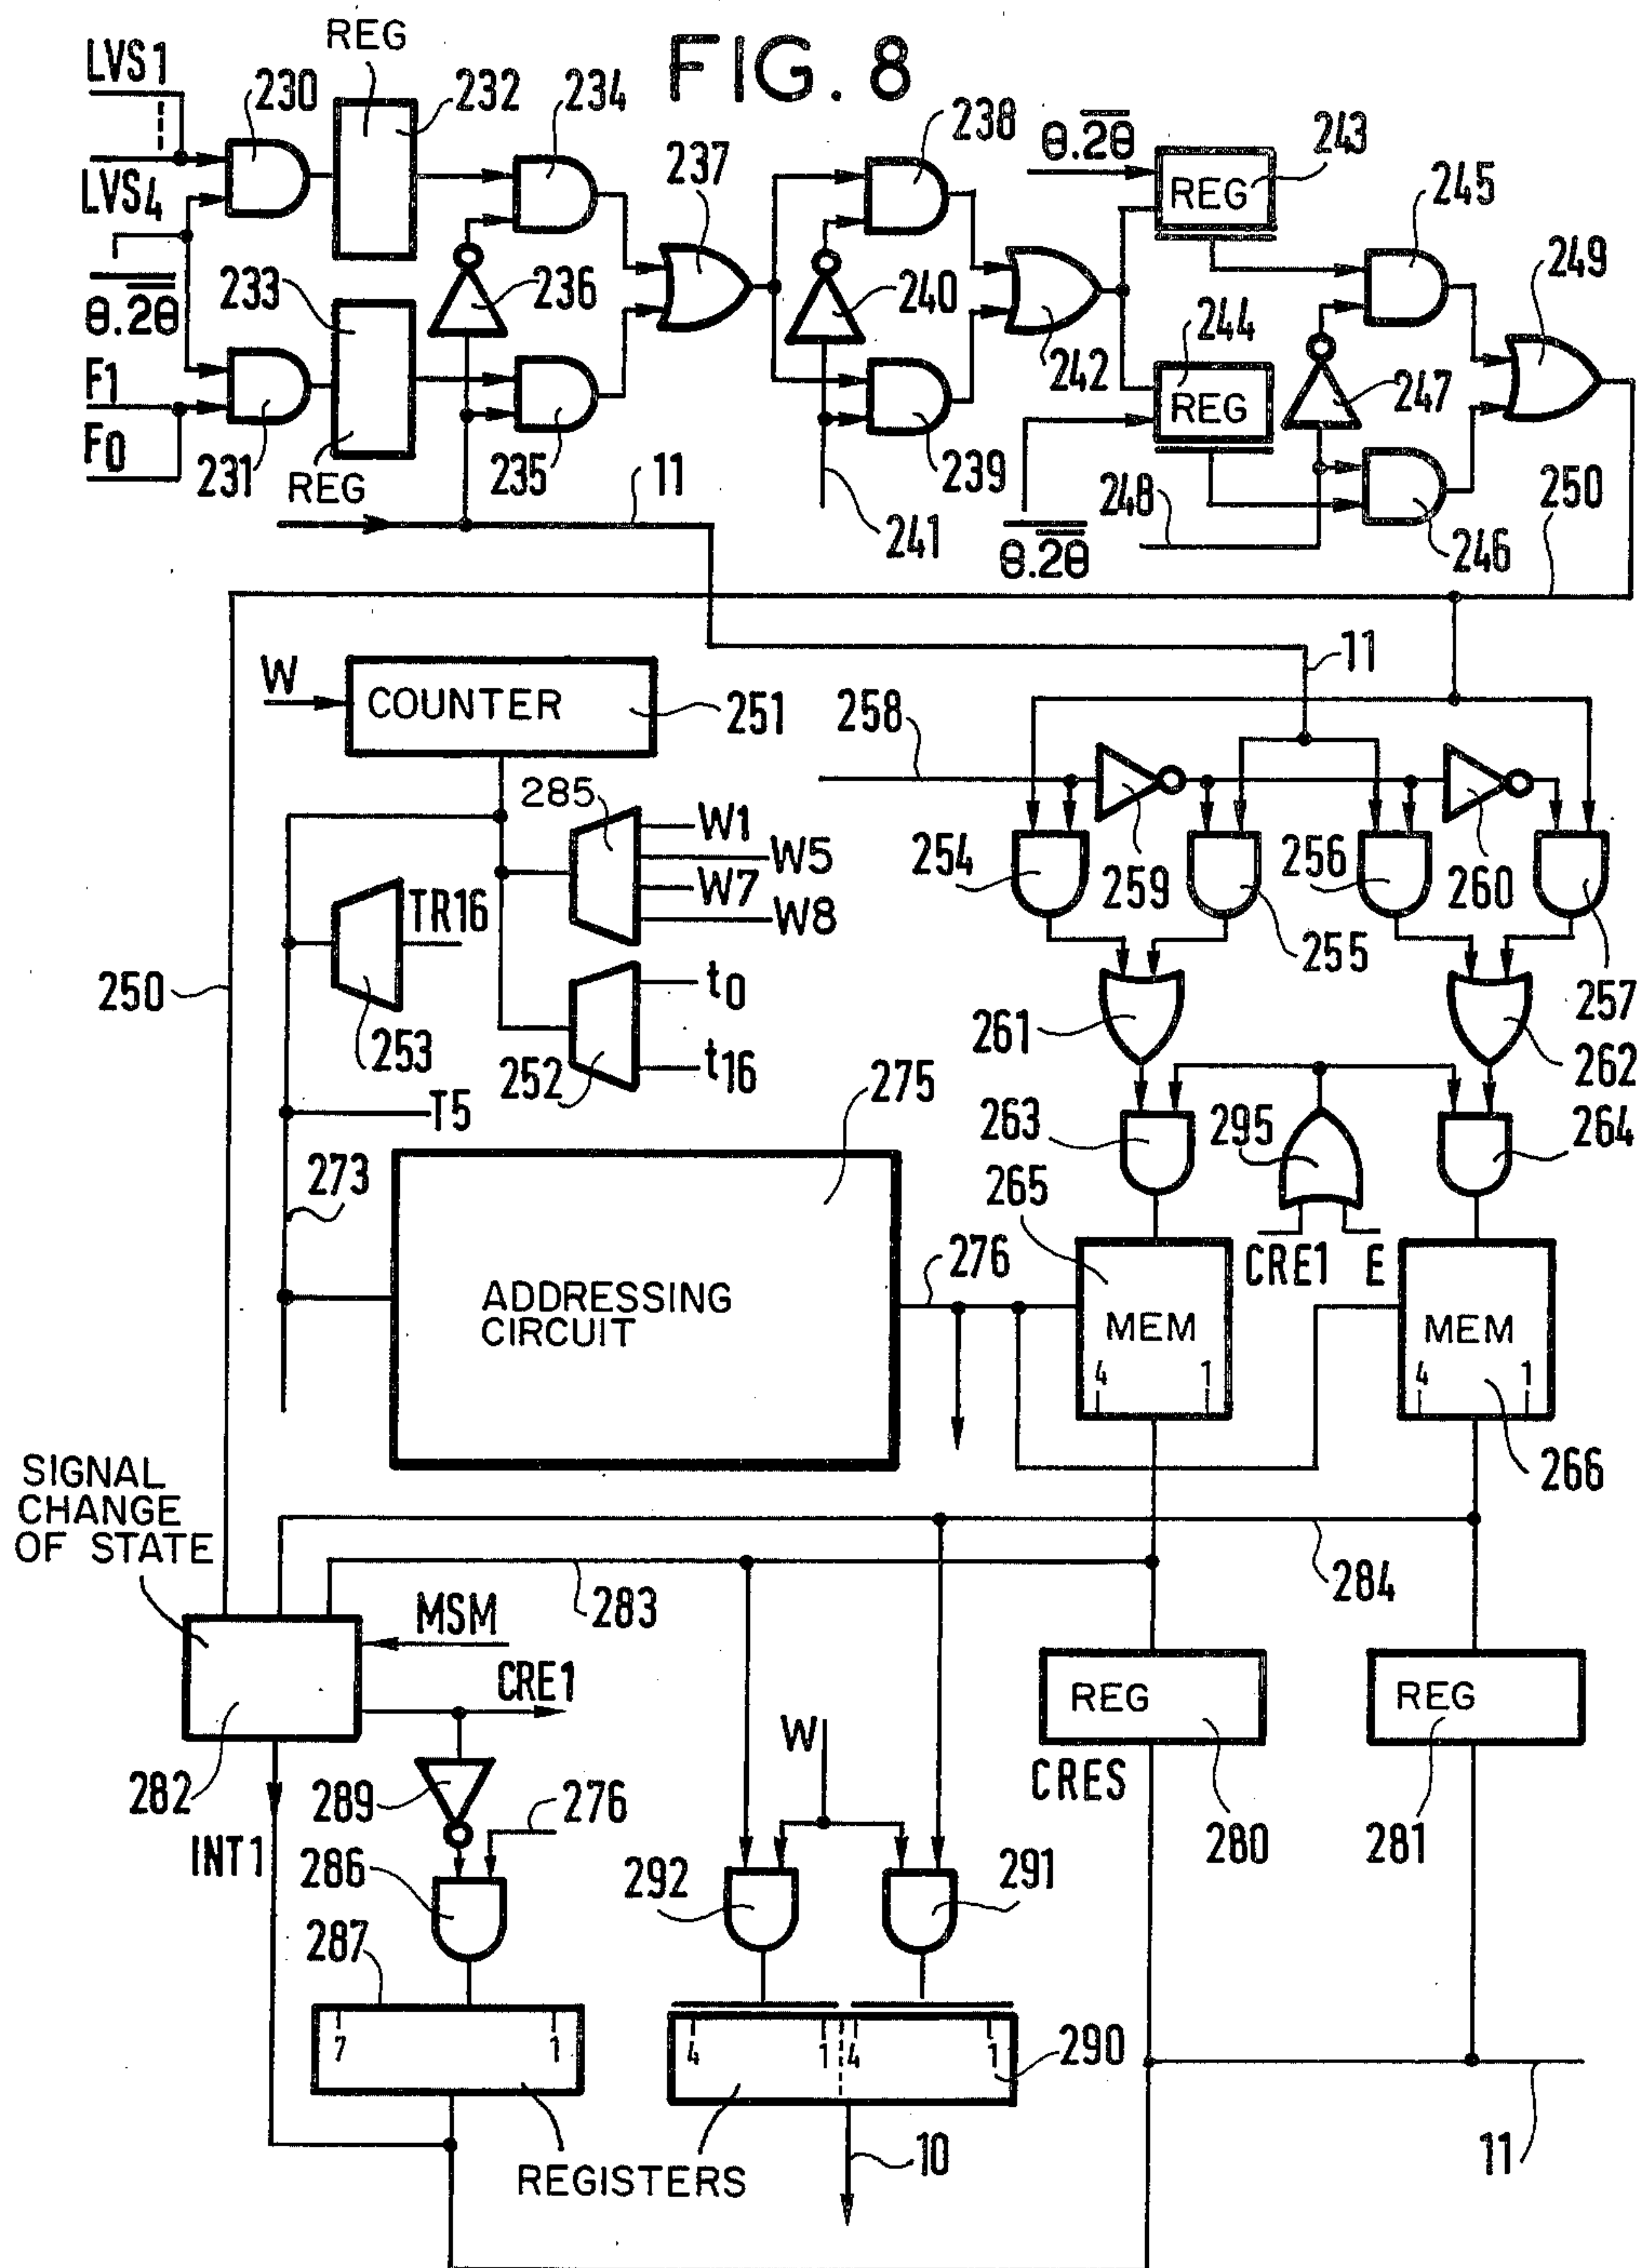 FIG. 8
REG
LVS1
230
232
234
237
238
θ.2θ
243
REG
245
LVS4
θ.2θ
233
236
240
242
244
REG
247
249
F1
F0
231
REG
235
11
241
239
θ.2θ
248
246
250
W
COUNTER
251
11
258
285
W1
W5
W7
W8
254
259
255
256
260
257
TR16
253
250
t0
t16
252
261
262
T5
275
263
295
264
273
265
ADDRESSING
CIRCUIT
276
CRE1
E
MEM
4
1
MEM
4
1
266
SIGNAL
CHANGE
OF STATE
284
283
MSM
CRE1
REG
REG
W
CRES
282
289
276
280
281
INT1
286
292
291
287
7
1
4
1
4
1
290
REGISTERS
10
11